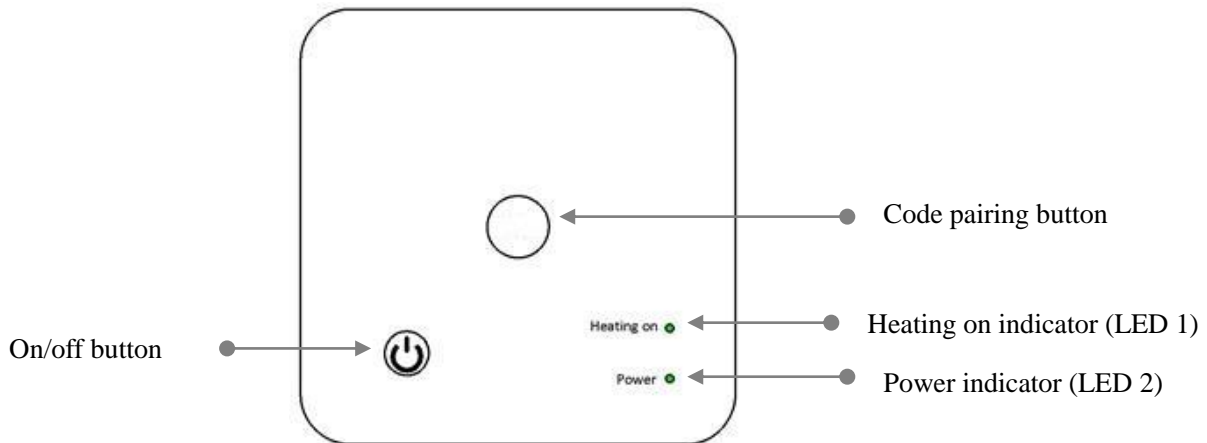 Code pairing button
Heating on
Heating on indicator (LED 1)
On/off button
Power
Power indicator (LED 2)